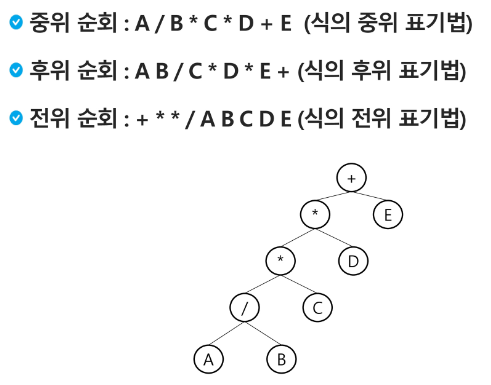 중위 순회 : A / B * C * D + E (식의 중위 표기법)
후위 순회 : A B / C * D * E + (식의 후위 표기법)
전위 순회 : + * * / A B C D E (식의 전위 표기법)
+
* E
* D
/ C
A B